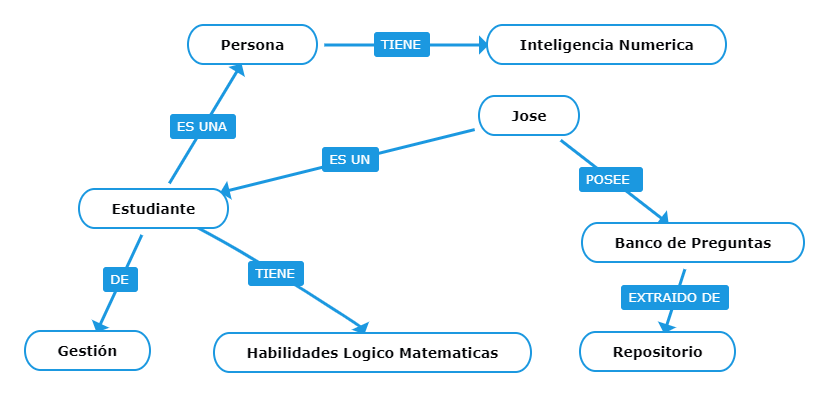 Persona
TIENE
Inteligencia Numerica
Jose
ES UNA
ES UN
POSEE
Estudiante
Banco de Preguntas
DE
TIENE
EXTRAIDO DE
Gestión
Habilidades Logico Matematicas
Repositorio